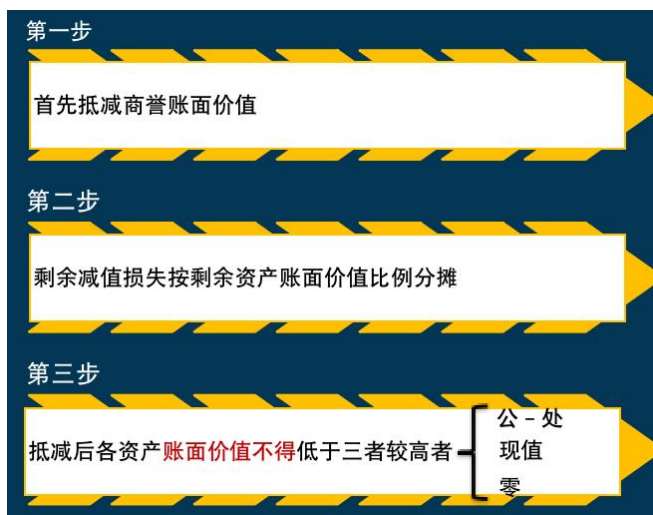 第一步
首先抵减商誉账面价值
第二步
剩余减值损失按剩余资产账面价值比例分摊
第三步
抵减后各资产账面价值不得低于三者较高者
公-处
现值
零